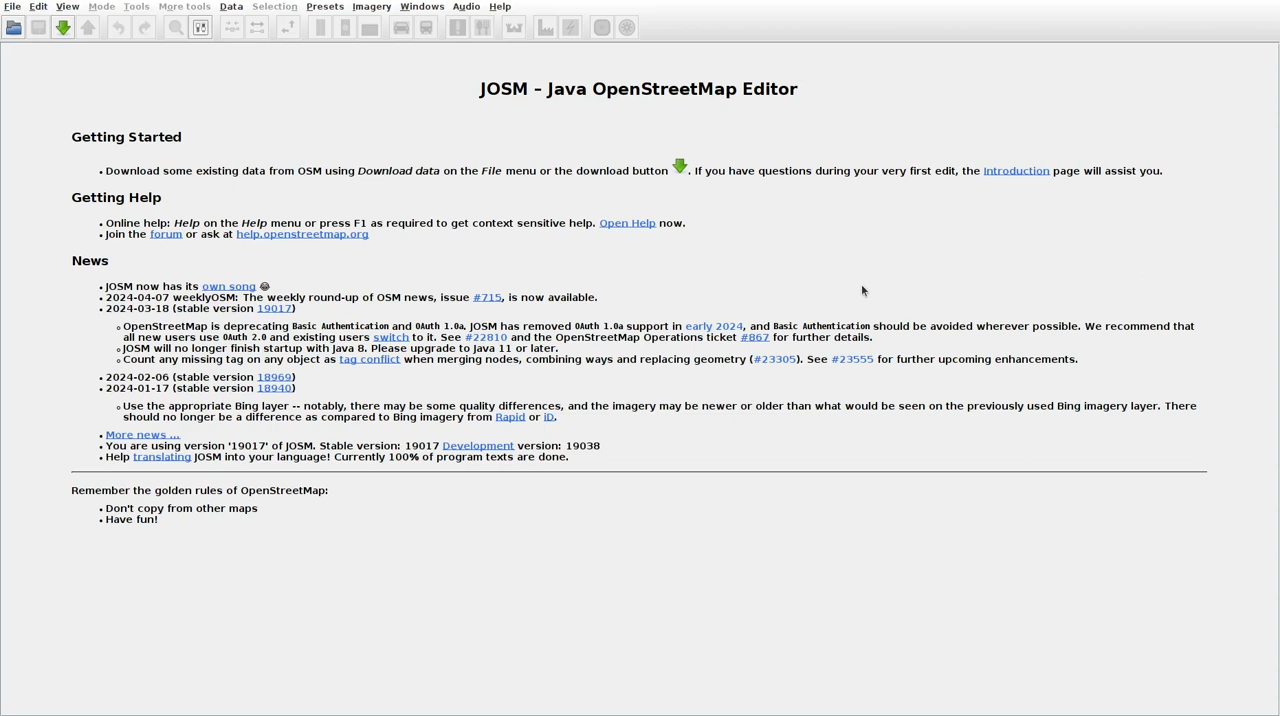 File Edit View Mode Tools More tools Data Selection Presets Imagery Windows Audio Help
JOSM – Java OpenStreetMap Editor
Getting Started
Download some existing data from OSM using Download data on the File menu or the download button . If you have questions during your very first edit, the Introduction page will assist you.
Getting Help
Online help: Help on the Help menu or press F1 as required to get context sensitive help. Open Help now.
Join the forum or ask at help.openstreetmap.org
News
JOSM now has its own song 😂
2024-04-07 weeklyOSM: The weekly round-up of OSM news, issue #715, is now available.
2024-03-18 (stable version 19017)
OpenStreetMap is deprecating Basic Authentication and OAuth 1.0a. JOSM has removed OAuth 1.0a support in early 2024, and Basic Authentication should be avoided wherever possible. We recommend that
all new users use OAuth 2.0 and existing users switch to it. See #22810 and the OpenStreetMap Operations ticket #867 for further details.
JOSM will no longer finish startup with Java 8. Please upgrade to Java 11 or later.
Count any missing tag on any object as tag conflict when merging nodes, combining ways and replacing geometry (#23305). See #23555 for further upcoming enhancements.
2024-02-06 (stable version 18969)
2024-01-17 (stable version 18940)
Use the appropriate Bing layer -- notably, there may be some quality differences, and the imagery may be newer or older than what would be seen on the previously used Bing imagery layer. There
should no longer be a difference as compared to Bing imagery from Rapid or iD.
More news ...
You are using version '19017' of JOSM. Stable version: 19017 Development version: 19038
Help translating JOSM into your language! Currently 100% of program texts are done.
Remember the golden rules of OpenStreetMap:
Don't copy from other maps
Have fun!